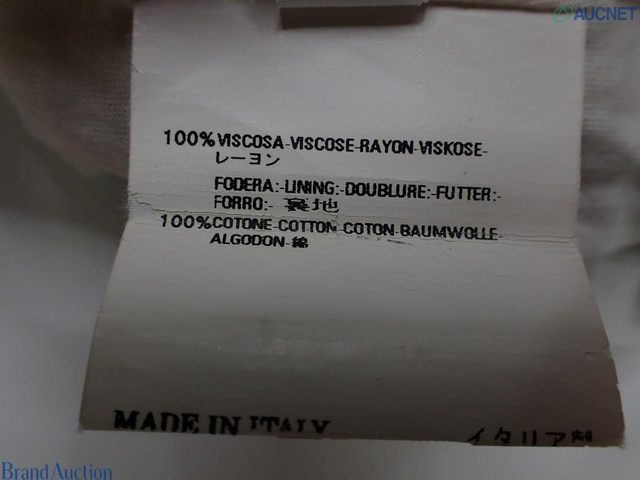 AUCNET
100% VISCOSA-VISCOSE-RAYON-VISKOSE-
レーヨン
FODERA:-LINING:-DOUBLURE:-FUTTER:-
FORRO:- 裏地
100% COTONE-COTTON-COTON-BAUMWOLLE-
ALGODON-綿
MADE IN ITALY
イタリア製
Brand Auction